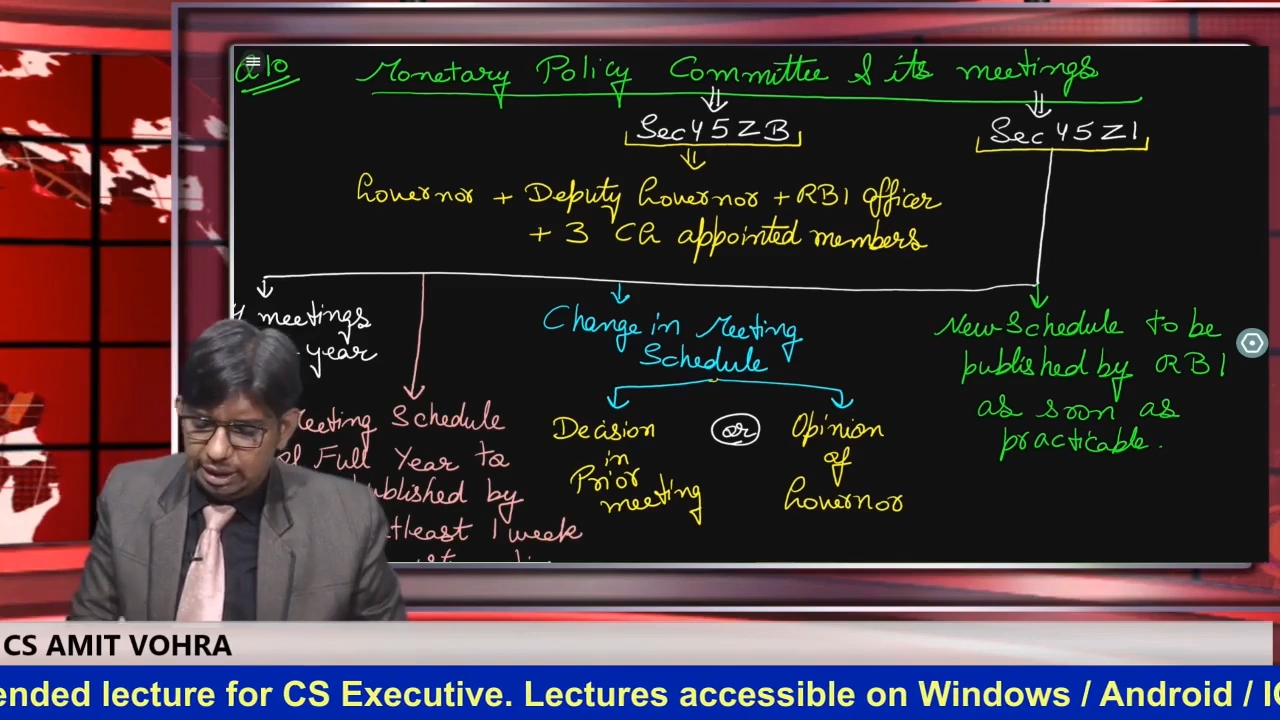 Q10 Monetary Policy Committee & its meetings
Sec 45ZB
Sec 45ZI
Governor + Deputy Governor + RBI officer
+ 3 CG appointed members
4 meetings
year
Meeting Schedule
of Full Year to
published by
atleast 1 week
Change in Meeting
Schedule
Decision
in
Prior
meeting
or
Opinion
of
Governor
New Schedule to be
published by RBI
as soon as
practicable.
CS AMIT VOHRA
ended lecture for CS Executive. Lectures accessible on Windows / Android / IO